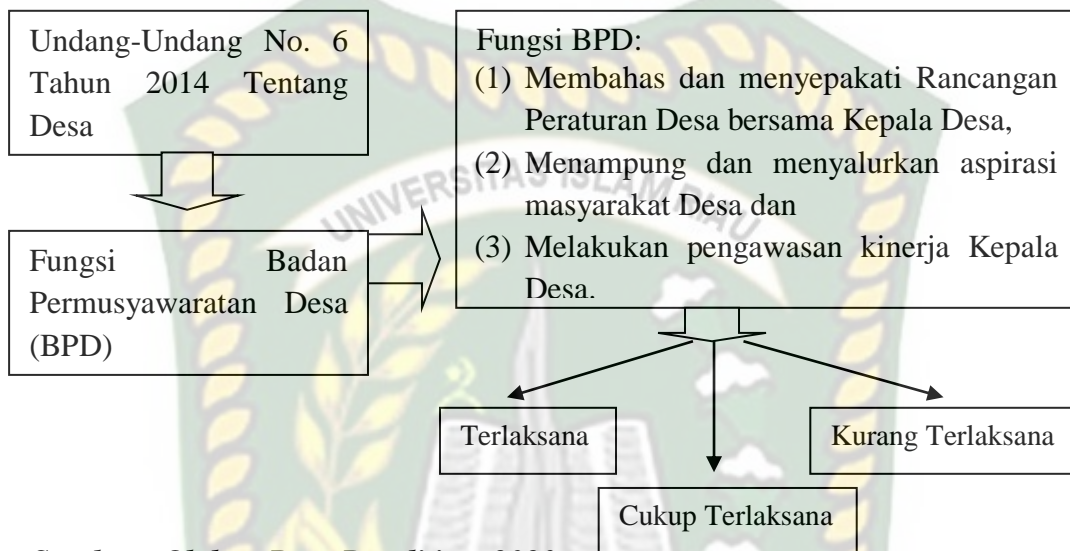 Undang-Undang No. 6
Tahun 2014 Tentang
Desa
Fungsi Badan
Permusyawaratan Desa
(BPD)
Fungsi BPD:
(1) Membahas dan menyepakati Rancangan
Peraturan Desa bersama Kepala Desa,
(2) Menampung dan menyalurkan aspirasi
masyarakat Desa dan
(3) Melakukan pengawasan kinerja Kepala
Desa.
UNIVERSITAS ISLAM RIAU
Terlaksana
Kurang Terlaksana
Cukup Terlaksana